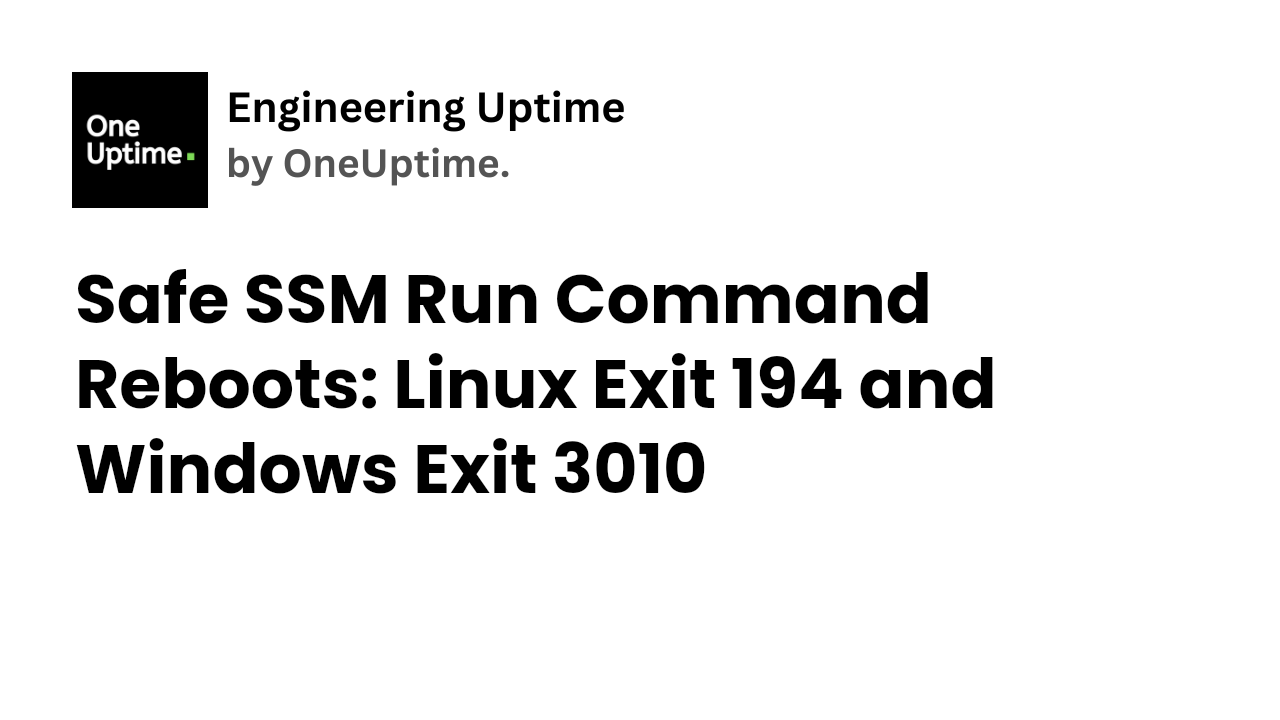 One
Uptime.
Engineering Uptime
by OneUptime.
Safe SSM Run Command
Reboots: Linux Exit 194 and
Windows Exit 3010